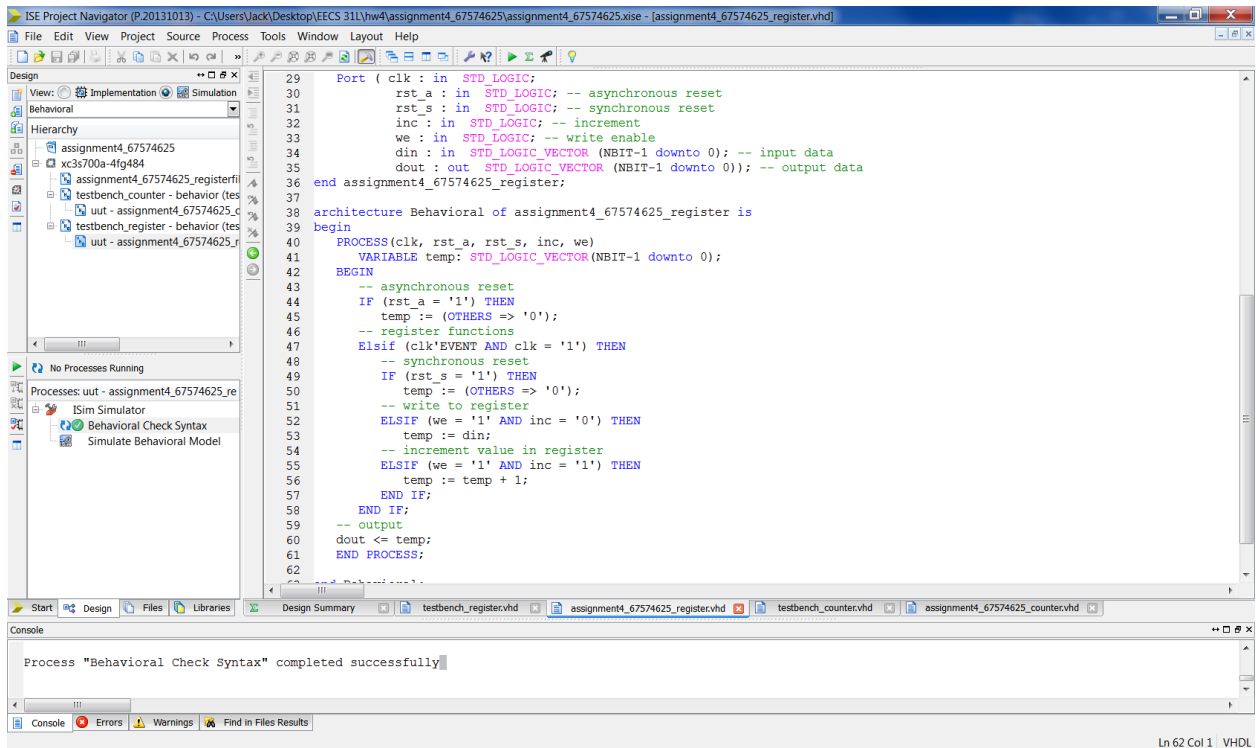 ISE Project Navigator (P.20131013) - C:\Users\Jack\Desktop\EECS 31L\hw4\assignment4_67574625\assignment4_67574625.xise - [assignment4_67574625_register.vhd]
File Edit View Project Source Process Tools Window Layout Help
Design
View: Implementation Simulation
Behavioral
Hierarchy
assignment4_67574625
xc3s700a-4fg484
assignment4_67574625_registerfil
testbench_counter - behavior (tes
uut - assignment4_67574625_c
testbench_register - behavior (tes
uut - assignment4_67574625_r
No Processes Running
Processes: uut - assignment4_67574625_re
ISim Simulator
Behavioral Check Syntax
Simulate Behavioral Model
Start Design Files Libraries
29 Port ( clk : in STD_LOGIC;
30 rst_a : in STD_LOGIC; -- asynchronous reset
31 rst_s : in STD_LOGIC; -- synchronous reset
32 inc : in STD_LOGIC; -- increment
33 we : in STD_LOGIC; -- write enable
34 din : in STD_LOGIC_VECTOR (NBIT-1 downto 0); -- input data
35 dout : out STD_LOGIC_VECTOR (NBIT-1 downto 0)); -- output data
36 end assignment4_67574625_register;
37
38 architecture Behavioral of assignment4_67574625_register is
39 begin
40 PROCESS(clk, rst_a, rst_s, inc, we)
41 VARIABLE temp: STD_LOGIC_VECTOR(NBIT-1 downto 0);
42 BEGIN
43 -- asynchronous reset
44 IF (rst_a = '1') THEN
45 temp := (OTHERS => '0');
46 -- register functions
47 Elsif (clk'EVENT AND clk = '1') THEN
48 -- synchronous reset
49 IF (rst_s = '1') THEN
50 temp := (OTHERS => '0');
51 -- write to register
52 ELSIF (we = '1' AND inc = '0') THEN
53 temp := din;
54 -- increment value in register
55 ELSIF (we = '1' AND inc = '1') THEN
56 temp := temp + 1;
57 END IF;
58 END IF;
59 -- output
60 dout <= temp;
61 END PROCESS;
62
Design Summary testbench_register.vhd assignment4_67574625_register.vhd testbench_counter.vhd assignment4_67574625_counter.vhd
Console
Process "Behavioral Check Syntax" completed successfully
Console Errors Warnings Find in Files Results
Ln 62 Col 1 VHDL